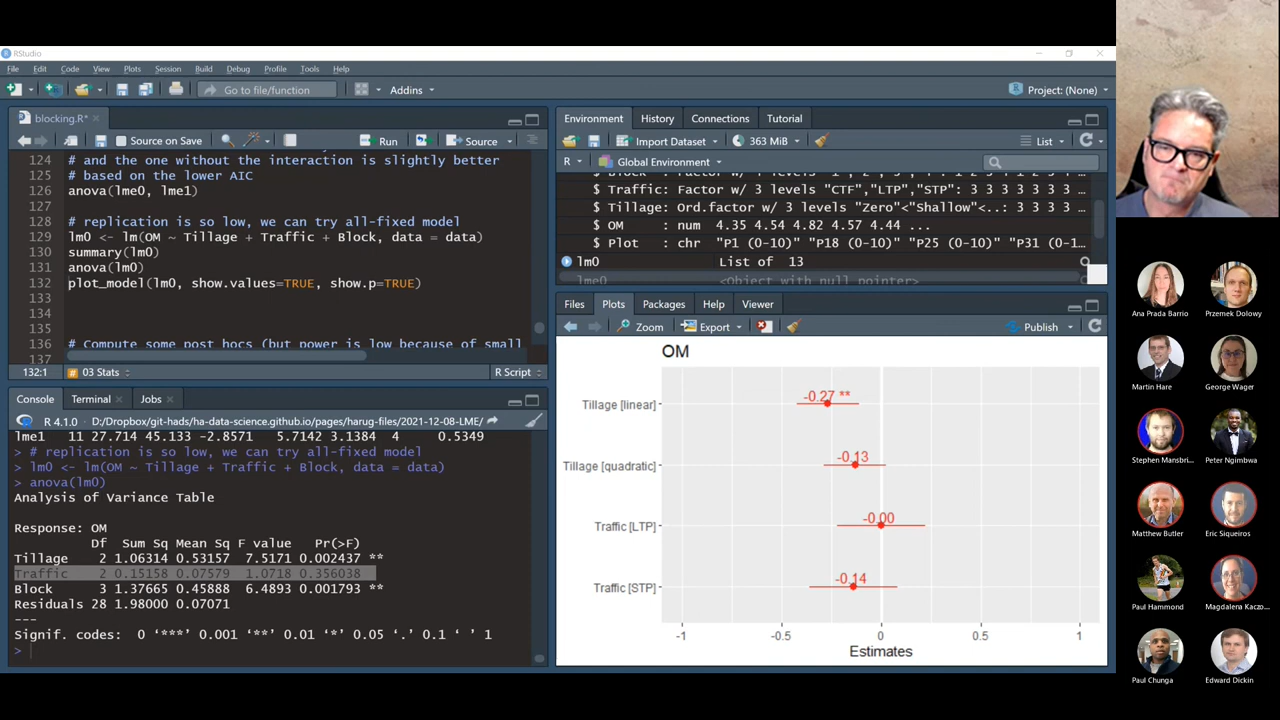 RStudio
File Edit Code View Plots Session Build Debug Profile Tools Help
Go to file/function Addins Project: (None)
blocking.R*
Source on Save Run Source
124 # and the one without the interaction is slightly better
125 # based on the lower AIC
126 anova(lme0, lme1)
127
128 # replication is so low, we can try all-fixed model
129 lm0 <- lm(OM ~ Tillage + Traffic + Block, data = data)
130 summary(lm0)
131 anova(lm0)
132 plot_model(lm0, show.values=TRUE, show.p=TRUE)
133
134
135
136 # Compute some post hocs (but power is low because of small
137
132:1 # 03 Stats R Script
Console Terminal Jobs
R 4.1.0 D:/Dropbox/git-hads/ha-data-science.github.io/pages/harug-files/2021-12-08-LME/
lme1 11 27.714 45.133 -2.8571 5.7142 3.1384 4 0.5349
> # replication is so low, we can try all-fixed model
> lm0 <- lm(OM ~ Tillage + Traffic + Block, data = data)
> anova(lm0)
Analysis of Variance Table
Response: OM
Df Sum Sq Mean Sq F value Pr(>F)
Tillage 2 1.06314 0.53157 7.5171 0.002437 **
Traffic 2 0.15158 0.07579 1.0718 0.356038
Block 3 1.37665 0.45888 6.4893 0.001793 **
Residuals 28 1.98000 0.07071
---
Signif. codes: 0 ‘***’ 0.001 ‘**’ 0.01 ‘*’ 0.05 ‘.’ 0.1 ‘ ’ 1
>
Environment History Connections Tutorial
Import Dataset 363 MiB List
R Global Environment
$ Traffic: Factor w/ 3 levels "CTF","LTP","STP": 3 3 3 3 3 3 …
$ Tillage: Ord.factor w/ 3 levels "Zero"<"Shallow"<..: 3 3 3 …
$ OM : num 4.35 4.54 4.82 4.57 4.44 ...
$ Plot : chr "P1 (0-10)" "P18 (0-10)" "P25 (0-10)" "P31 (0-1…
lm0 List of 13
lme0 <Object with null pointer>
Files Plots Packages Help Viewer
Zoom Export Publish
OM
Tillage [linear]
-0.27 **
Tillage [quadratic]
-0.13
Traffic [LTP]
-0.00
Traffic [STP]
-0.14
-1 -0.5 0 0.5 1
Estimates
Ana Prada Barrio
Przemek Dolowy
Martin Hare
George Wager
Stephen Mansbri...
Peter Ngimbwa
Matthew Butler
Eric Siqueiros
Paul Hammond
Magdalena Kaczo...
Paul Chunga
Edward Dickin